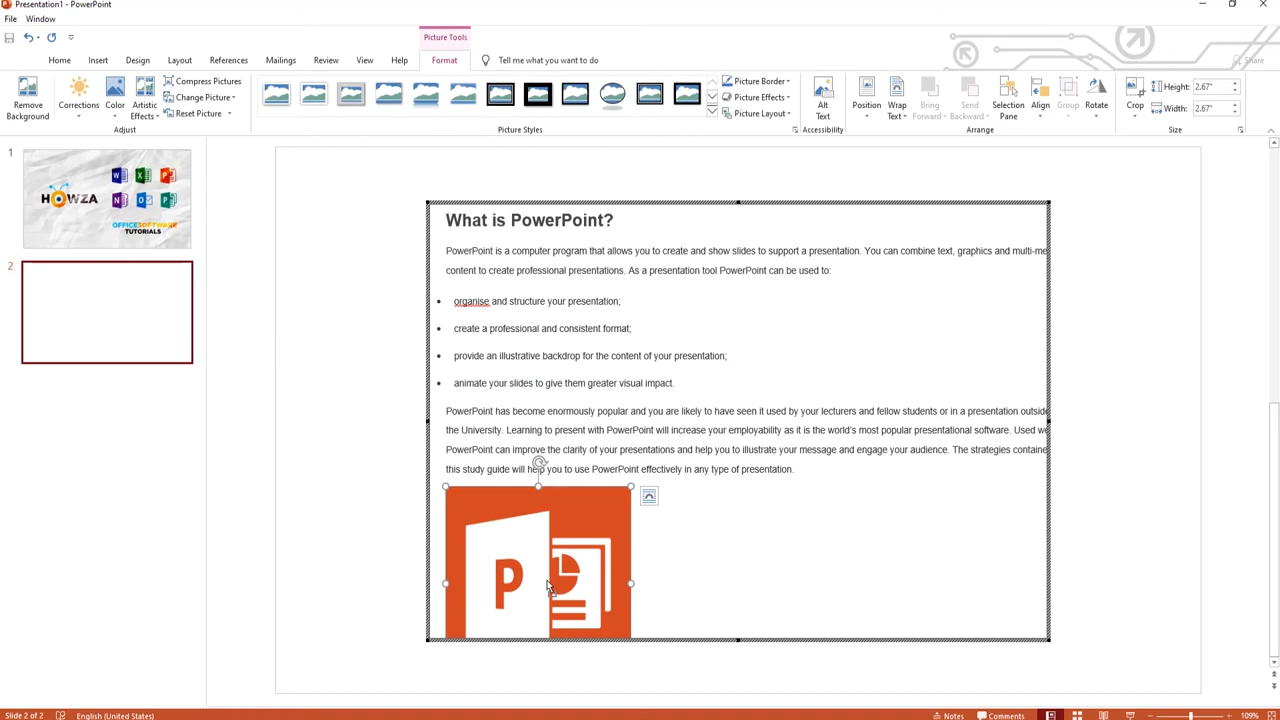 Presentation1 - PowerPoint
File Window
Picture Tools
Home Insert Design Layout References Mailings Review View Help Format Tell me what you want to do Share
Remove Background
Corrections
Color
Artistic Effects
Compress Pictures
Change Picture
Reset Picture
Adjust
Picture Styles
Picture Border
Picture Effects
Picture Layout
Alt Text
Accessibility
Position
Wrap Text
Bring Forward
Send Backward
Selection Pane
Align
Group
Rotate
Arrange
Crop
Height: 2.67"
Width: 2.67"
Size
1
HOWZA
W X P
N O P
OFFICESOFTWARE
TUTORIALS
2
What is PowerPoint?
PowerPoint is a computer program that allows you to create and show slides to support a presentation. You can combine text, graphics and multi-me
content to create professional presentations. As a presentation tool PowerPoint can be used to:
• organise and structure your presentation;
• create a professional and consistent format;
• provide an illustrative backdrop for the content of your presentation;
• animate your slides to give them greater visual impact.
PowerPoint has become enormously popular and you are likely to have seen it used by your lecturers and fellow students or in a presentation outside
the University. Learning to present with PowerPoint will increase your employability as it is the world's most popular presentational software. Used we
PowerPoint can improve the clarity of your presentations and help you to illustrate your message and engage your audience. The strategies containe
this study guide will help you to use PowerPoint effectively in any type of presentation.
P
Slide 2 of 2 English (United States) Notes Comments 109%